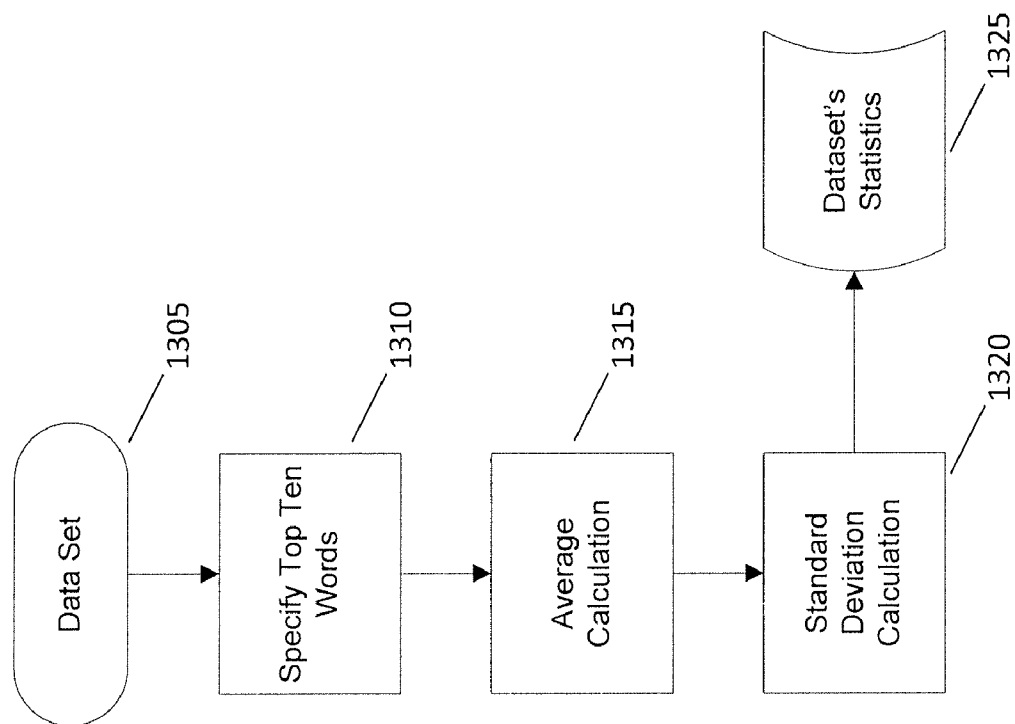 Data Set
1305
Specify Top Ten
Words
1310
Average
Calculation
1315
Standard
Deviation
Calculation
1320
Dataset's
Statistics
1325